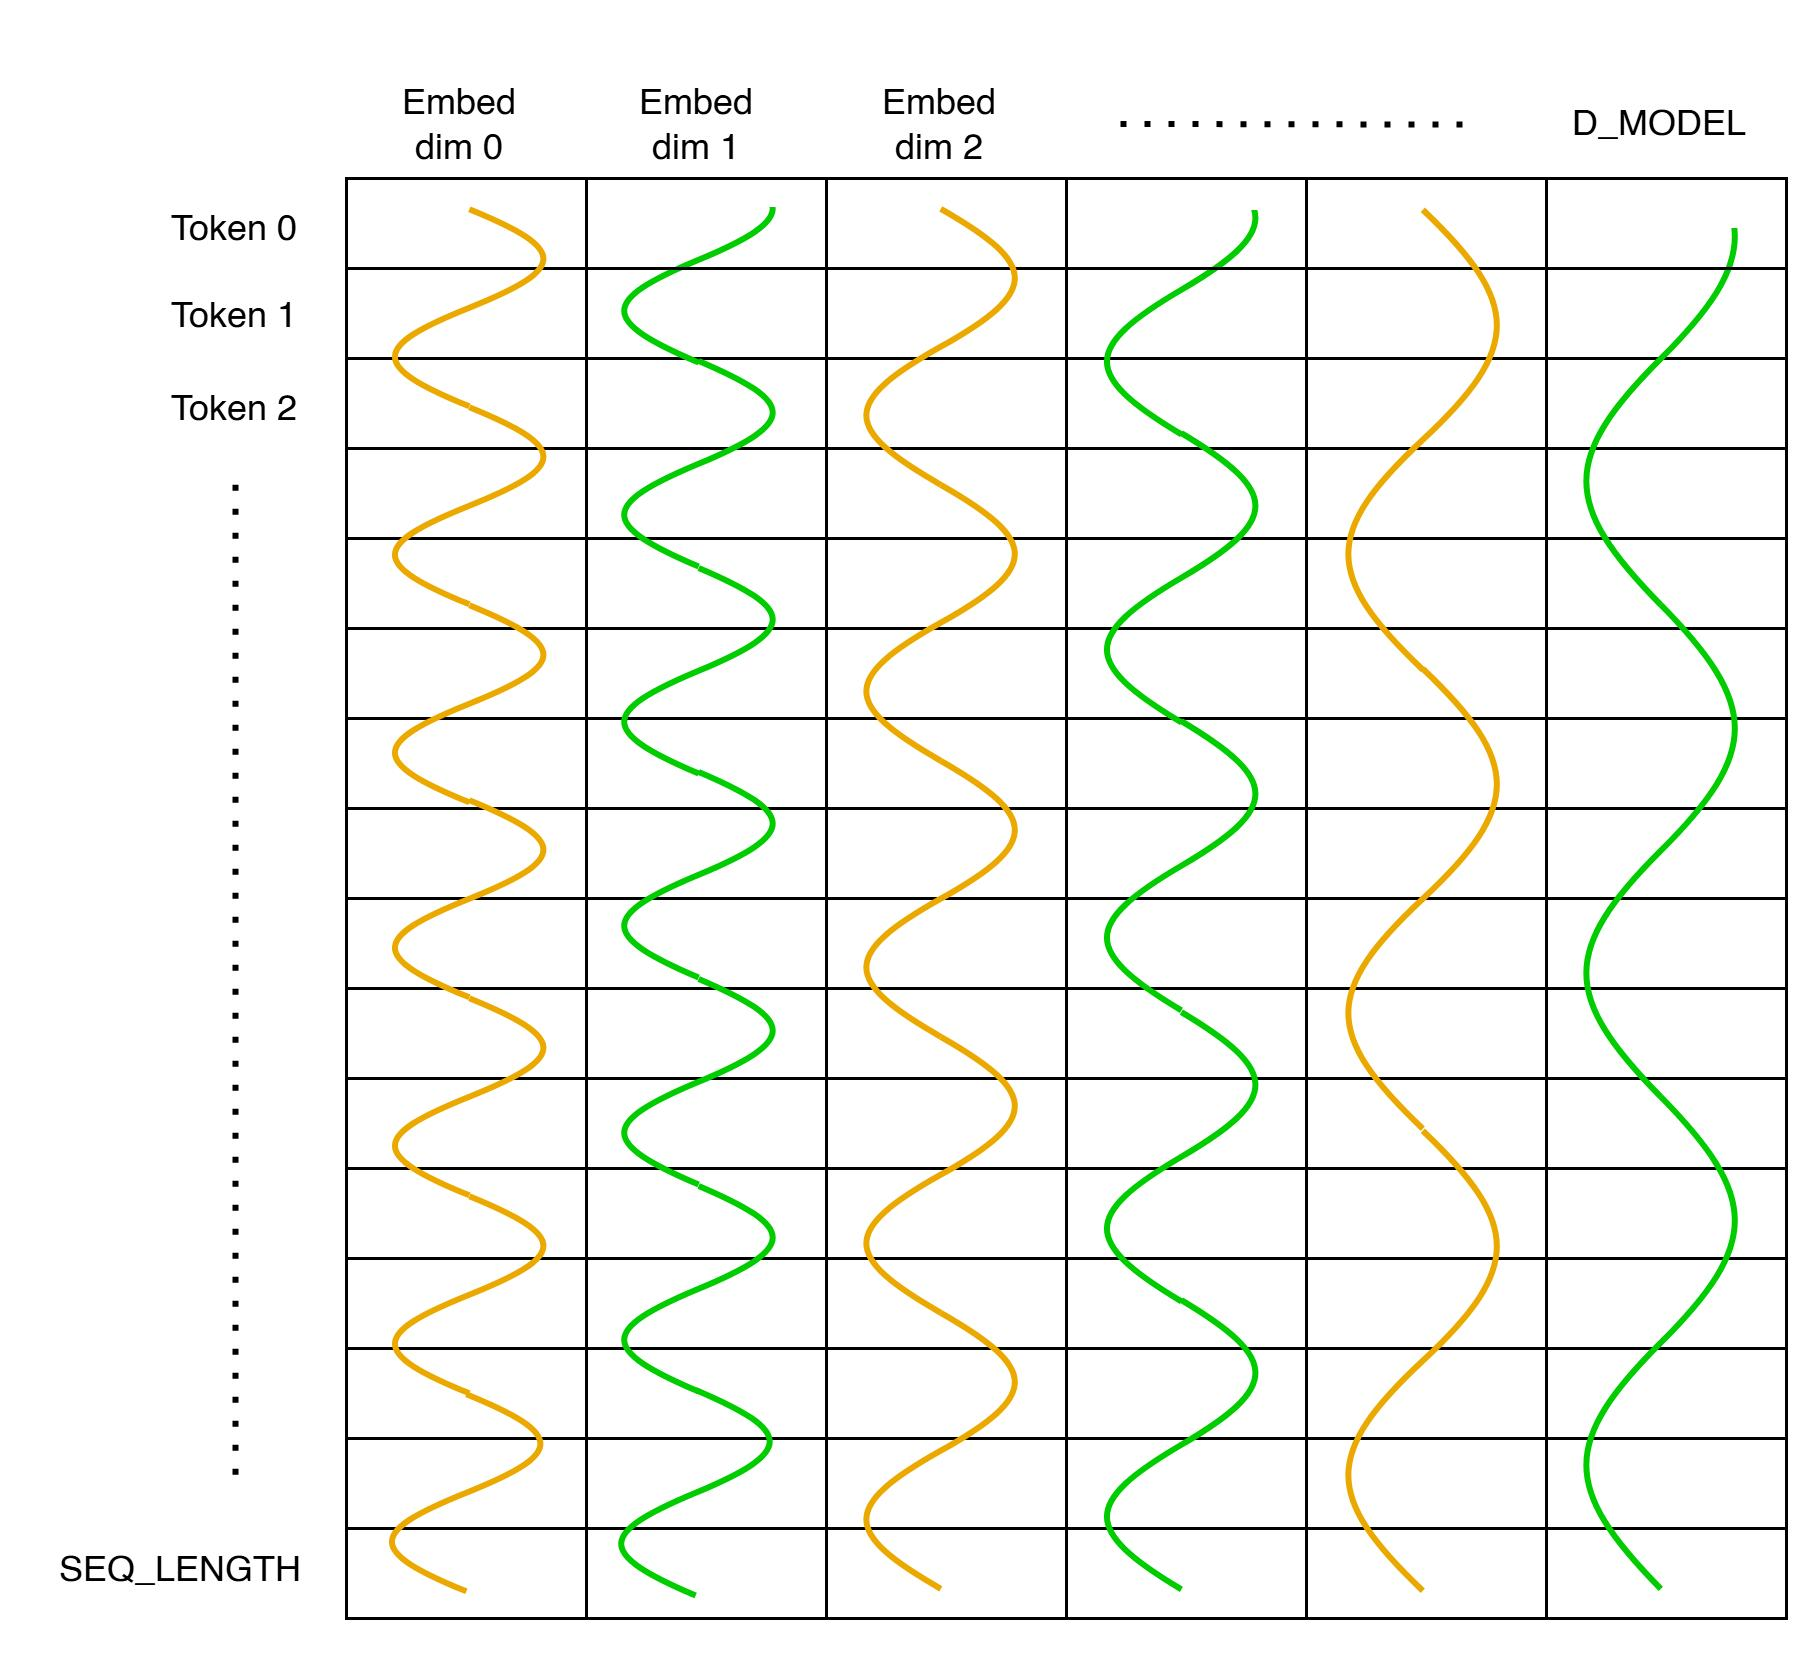 Embed
dim 0
Embed
dim 1
Embed
dim 2
D_MODEL
Token 0
Token 1
Token 2
SEQ_LENGTH